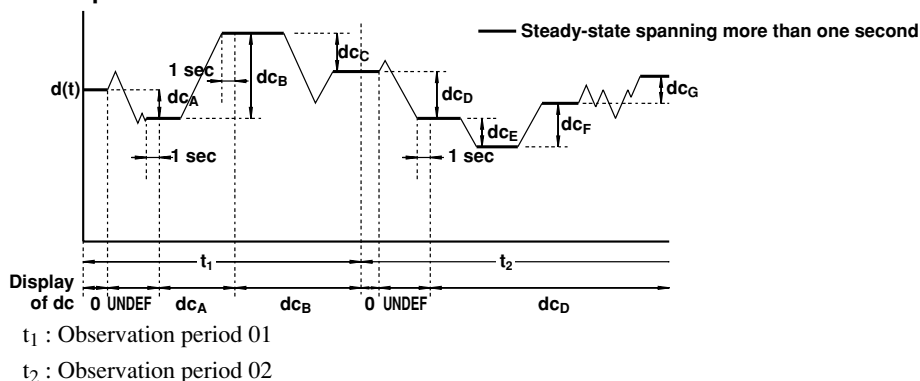 Steady-state spanning more than one second
1 sec
dcB
dcC
d(t)
dcA
dcD
dcG
dcE
dcF
1 sec
1 sec
t1
t2
Display
of dc
0 UNDEF dcA dcB 0 UNDEF dcD
t1 : Observation period 01
t2 : Observation period 02